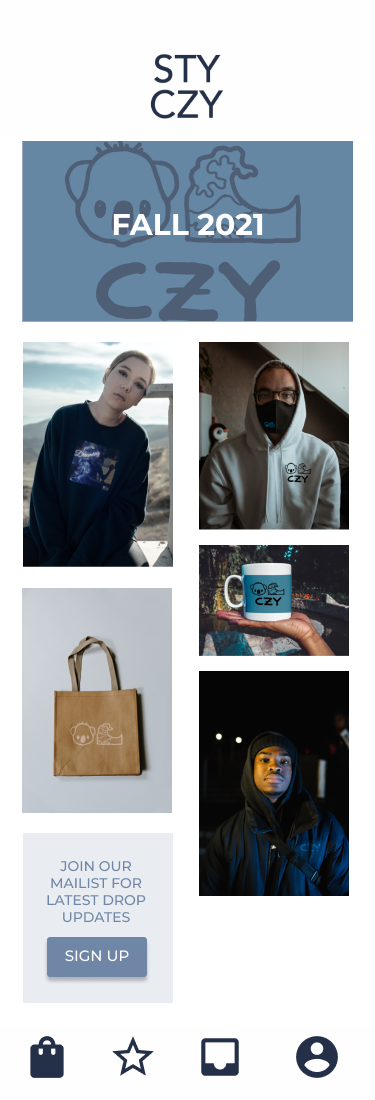 STY
CZY
FALL 2021
CZY
CZY
CZY
JOIN OUR
MAILIST FOR
LATEST DROP
UPDATES
SIGN UP